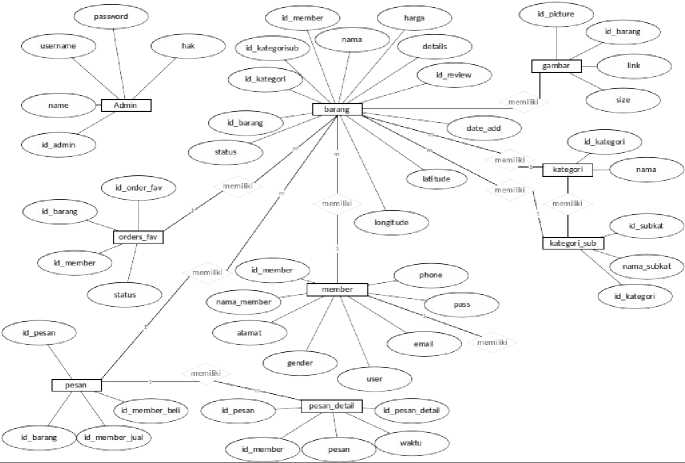 password
username
hak
name
Admin
id_admin
id_member
harga
id_kategorisub
nama
details
id_kategori
id_review
barang
id_barang
date_add
status
latitude
longitude
id_picture
id_barang
gambar
link
size
memiliki
id_kategori
memiliki
kategori
nama
memiliki
memiliki
id_subkat
kategori_sub
nama_subkat
id_kategori
memiliki
id_order_fav
id_barang
orders_fav
id_member
status
memiliki
memiliki
id_member
phone
member
nama_member
pass
alamat
email
memiliki
gender
user
id_pesan
memiliki
pesan
id_member_beli
id_barang
id_member_jual
id_pesan
pesan_detail
id_pesan_detail
id_member
pesan
waktu